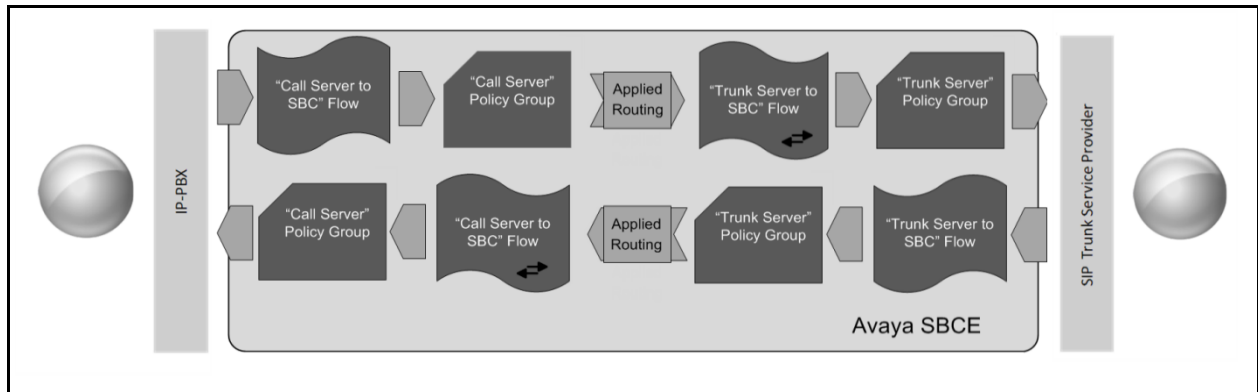 IP-PBX
“Call Server to
SBC” Flow
“Call Server”
Policy Group
Applied
Routing
“Trunk Server to
SBC” Flow
“Trunk Server”
Policy Group
“Call Server”
Policy Group
“Call Server to
SBC” Flow
Applied
Routing
“Trunk Server”
Policy Group
“Trunk Server to
SBC” Flow
Avaya SBCE
SIP Trunk Service Provider